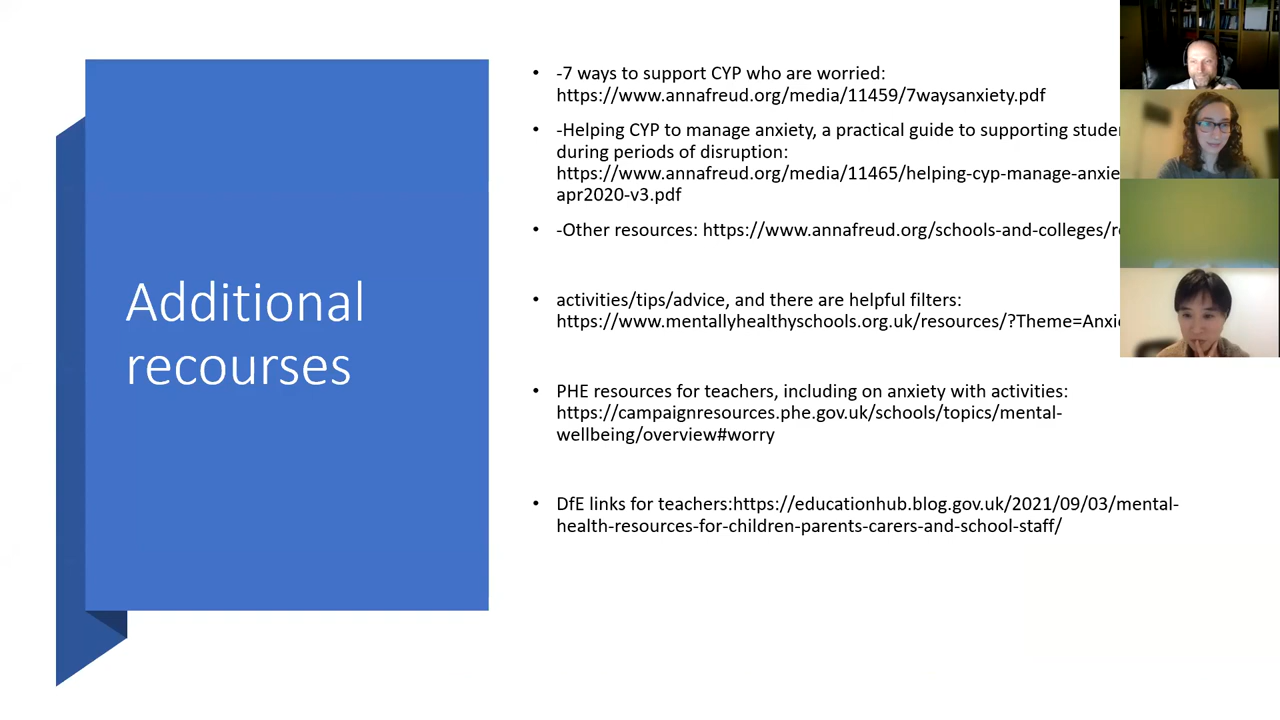 Additional
recourses
• -7 ways to support CYP who are worried:
https://www.annafreud.org/media/11459/7waysanxiety.pdf
• -Helping CYP to manage anxiety, a practical guide to supporting
during periods of disruption:
https://www.annafreud.org/media/11465/helping-cyp-manage-anxie
apr2020-v3.pdf
• -Other resources: https://www.annafreud.org/schools-and-colleges/r
• activities/tips/advice, and there are helpful filters:
https://www.mentallyhealthyschools.org.uk/resources/?Theme=Anxi
• PHE resources for teachers, including on anxiety with activities:
https://campaignresources.phe.gov.uk/schools/topics/mental-
wellbeing/overview#worry
• DfE links for teachers:https://educationhub.blog.gov.uk/2021/09/03/mental-
health-resources-for-children-parents-carers-and-school-staff/